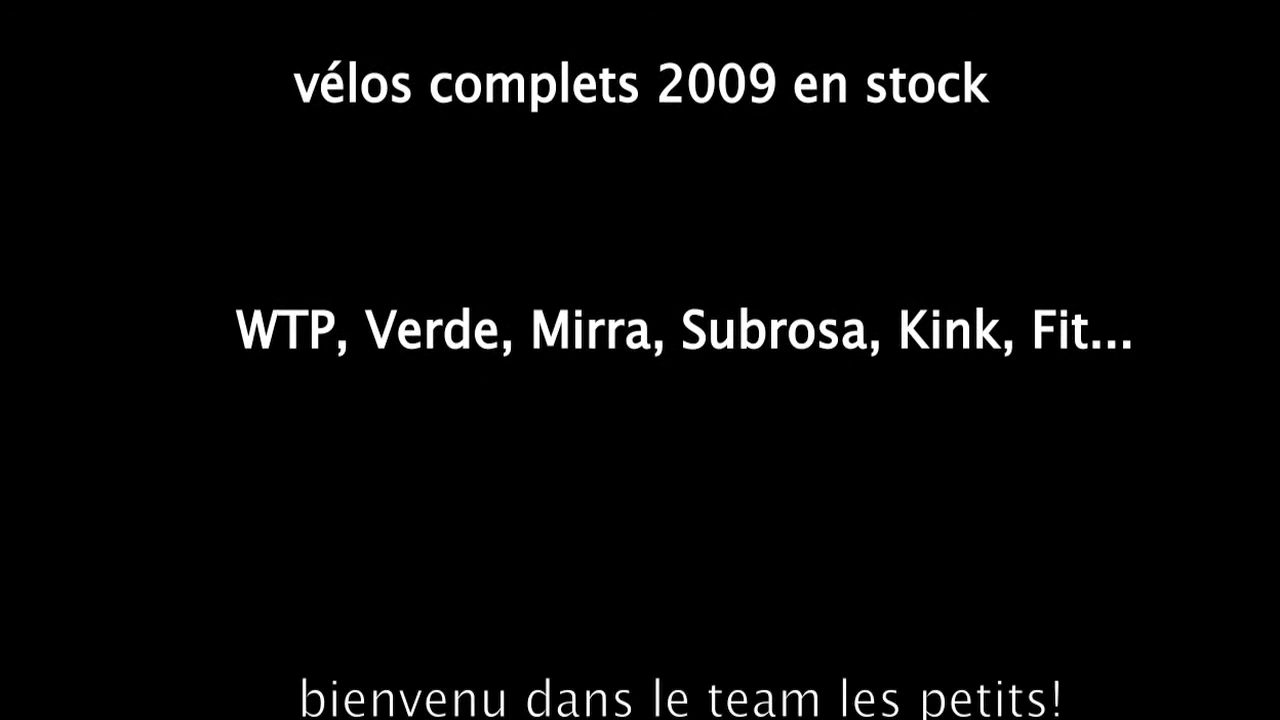 vélos complets 2009 en stock
WTP, Verde, Mirra, Subrosa, Kink, Fit...
bienvenu dans le team les petits!